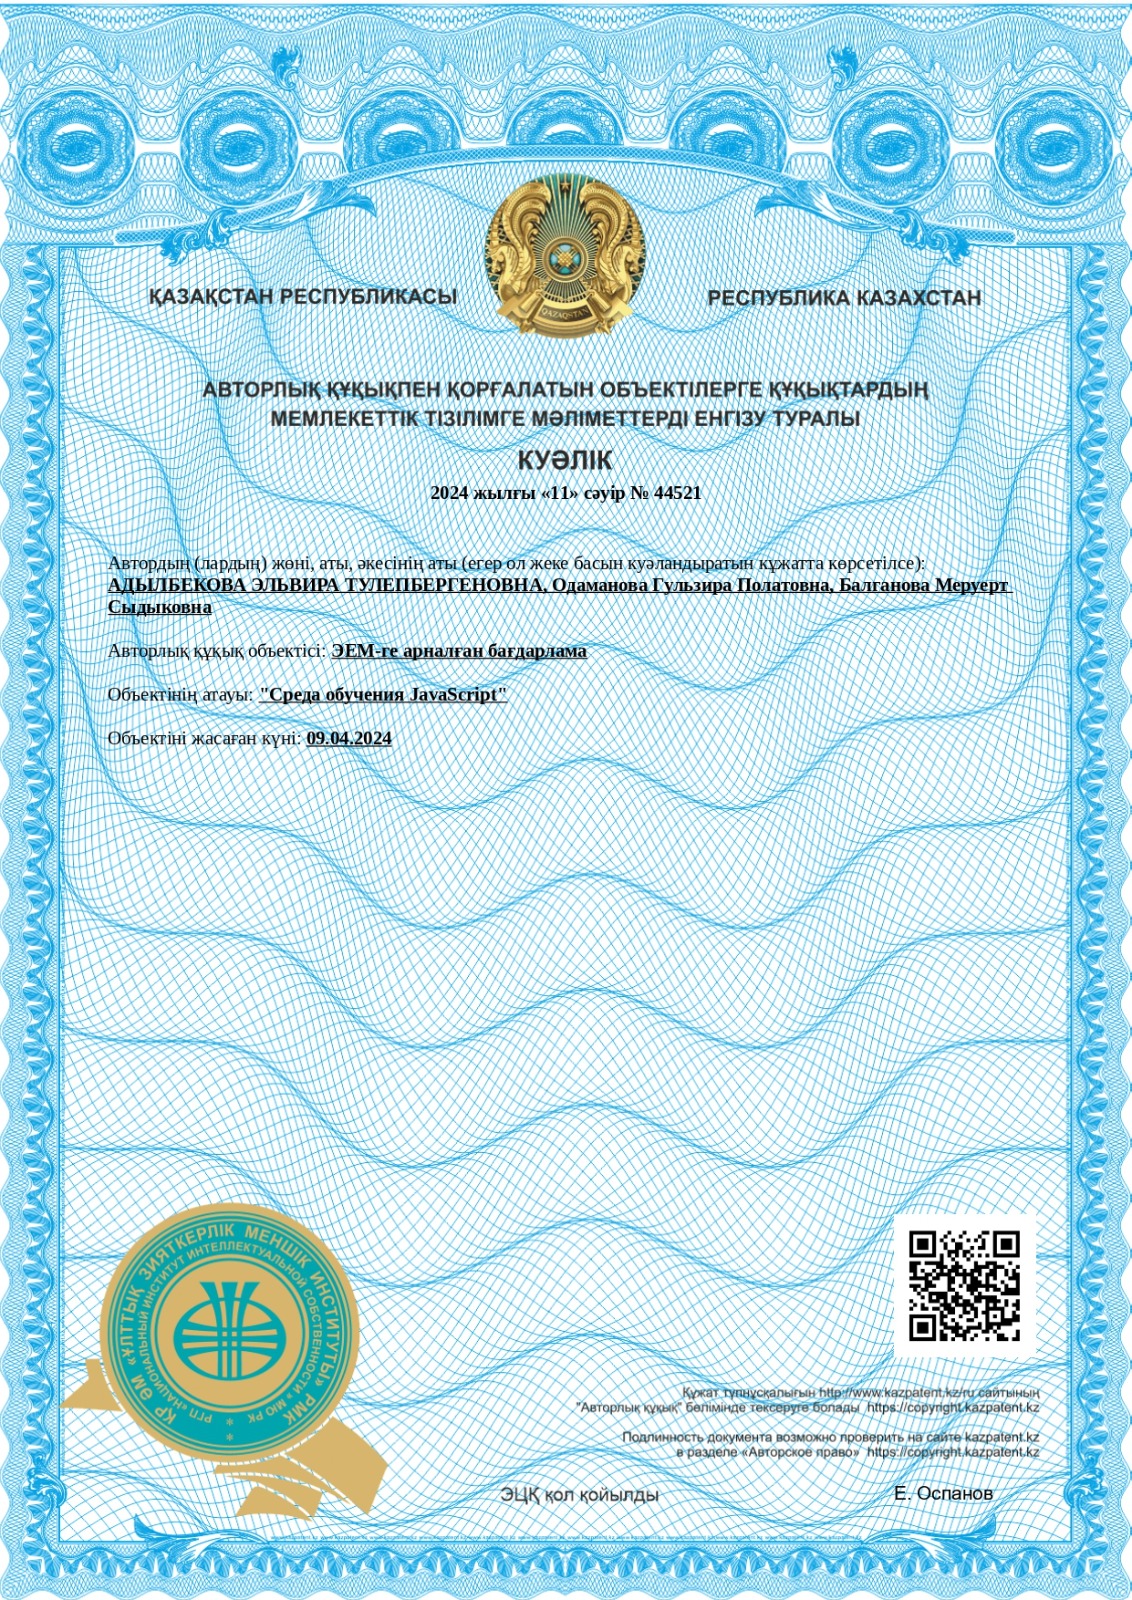 ҚАЗАҚСТАН РЕСПУБЛИКАСЫ
РЕСПУБЛИКА КАЗАХСТАН
QAZAQSTAN
АВТОРЛЫҚ ҚҰҚЫҚПЕН ҚОРҒАЛАТЫН ОБЪЕКТІЛЕРГЕ ҚҰҚЫҚТАРДЫҢ
МЕМЛЕКЕТТІК ТІЗІЛІМГЕ МӘЛІМЕТТЕРДІ ЕНГІЗУ ТУРАЛЫ
КУӘЛІК
2024 жылғы «11» сәуір № 44521
Автордың (лардың) жөні, аты, әкесінің аты (егер ол жеке басын куәландыратын құжатта көрсетілсе):
АДЫЛБЕКОВА ЭЛЬВИРА ТУЛЕПБЕРГЕНОВНА, Одаманова Гульзира Полатовна, Балганова Меруерт
Сыдыковна
Авторлық құқық объектісі: ЭЕМ-ге арналған бағдарлама
Объектінің атауы: "Среда обучения JavaScript"
Объектіні жасаған күні: 09.04.2024
ҚР ӘМ «ҰЛТТЫҚ ЗИЯТКЕРЛІК МЕНШІК ИНСТИТУТЫ» РМК
РГП «НАЦИОНАЛЬНЫЙ ИНСТИТУТ ИНТЕЛЛЕКТУАЛЬНОЙ СОБСТВЕННОСТИ» МЮ РК
Құжат түпнұсқалығын http://www.kazpatent.kz/ru сайтының
"Авторлық құқық" бөлімінде тексеруге болады https://copyright.kazpatent.kz
Подлинность документа возможно проверить на сайте kazpatent.kz
в разделе «Авторское право» https://copyright.kazpatent.kz
ЭЦҚ қол қойылды
Е. Оспанов